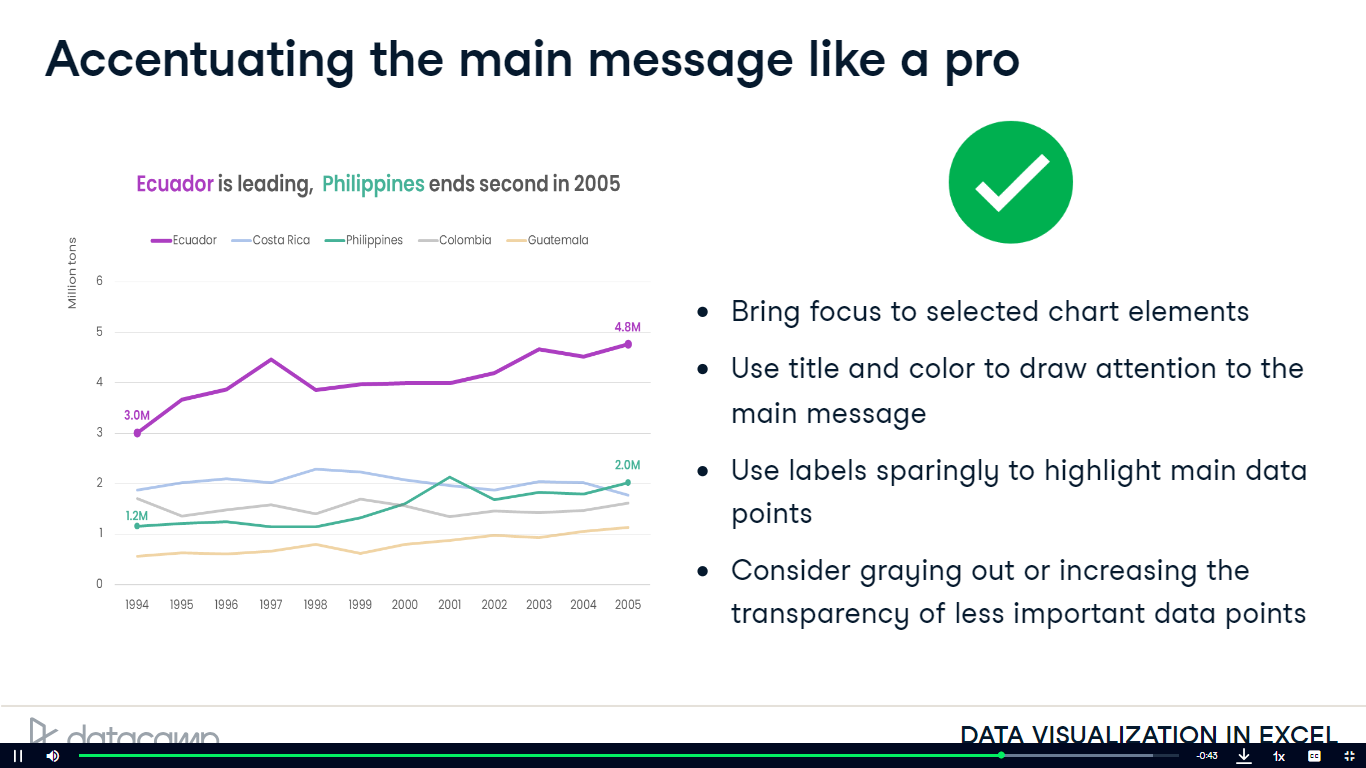 Accentuating the main message like a pro
Ecuador is leading, Philippines ends second in 2005
Ecuador Costa Rica Philippines Colombia Guatemala
Million tons
6
5
4
3
2
1
0
4.8M
3.0M
2.0M
1.2M
1994 1995 1996 1997 1998 1999 2000 2001 2002 2003 2004 2005
Bring focus to selected chart elements
Use title and color to draw attention to the
main message
Use labels sparingly to highlight main data
points
Consider graying out or increasing the
transparency of less important data points
datacamp
DATA VISUALIZATION IN EXCEL
-0:43
1x
CC